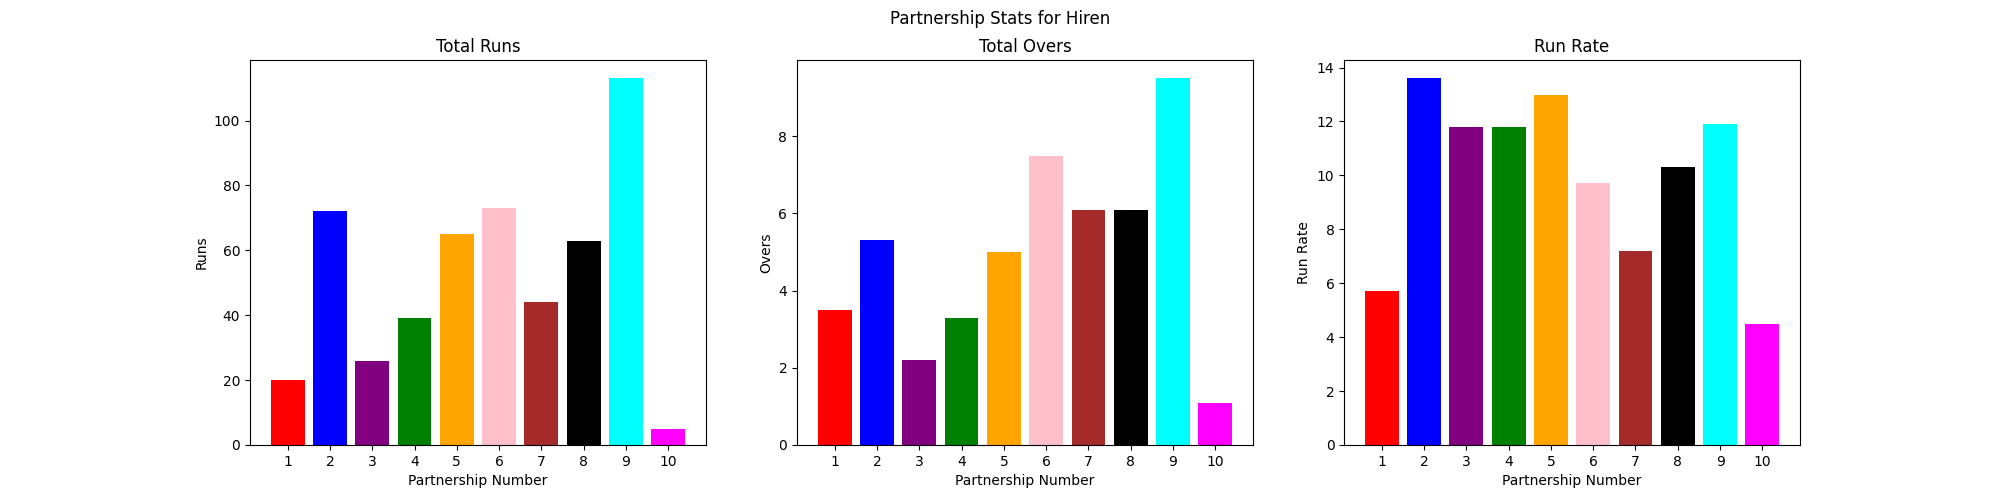 Partnership Stats for Hiren
Total Runs
Runs
100
80
60
40
20
0
1 2 3 4 5 6 7 8 9 10
Partnership Number
Total Overs
Overs
8
6
4
2
0
1 2 3 4 5 6 7 8 9 10
Partnership Number
Run Rate
Run Rate
14
12
10
8
6
4
2
0
1 2 3 4 5 6 7 8 9 10
Partnership Number